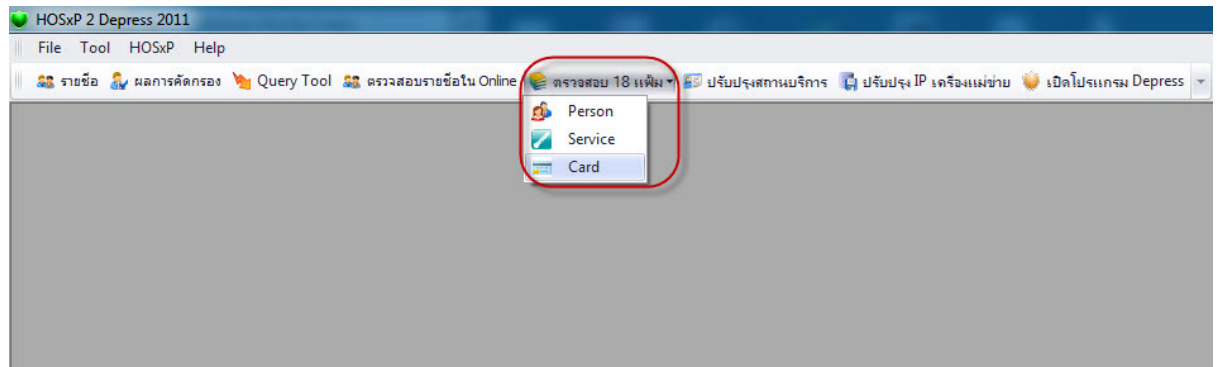 HOSxP 2 Depress 2011
File Tool HOSxP Help
รายชื่อ ผลการคัดกรอง Query Tool ตรวจสอบรายชื่อใน Online ตรวจสอบ 18 แฟ้ม ปรับปรุงสถานบริการ ปรับปรุง IP เครื่องแม่ข่าย เปิดโปรแกรม Depress
Person
Service
Card